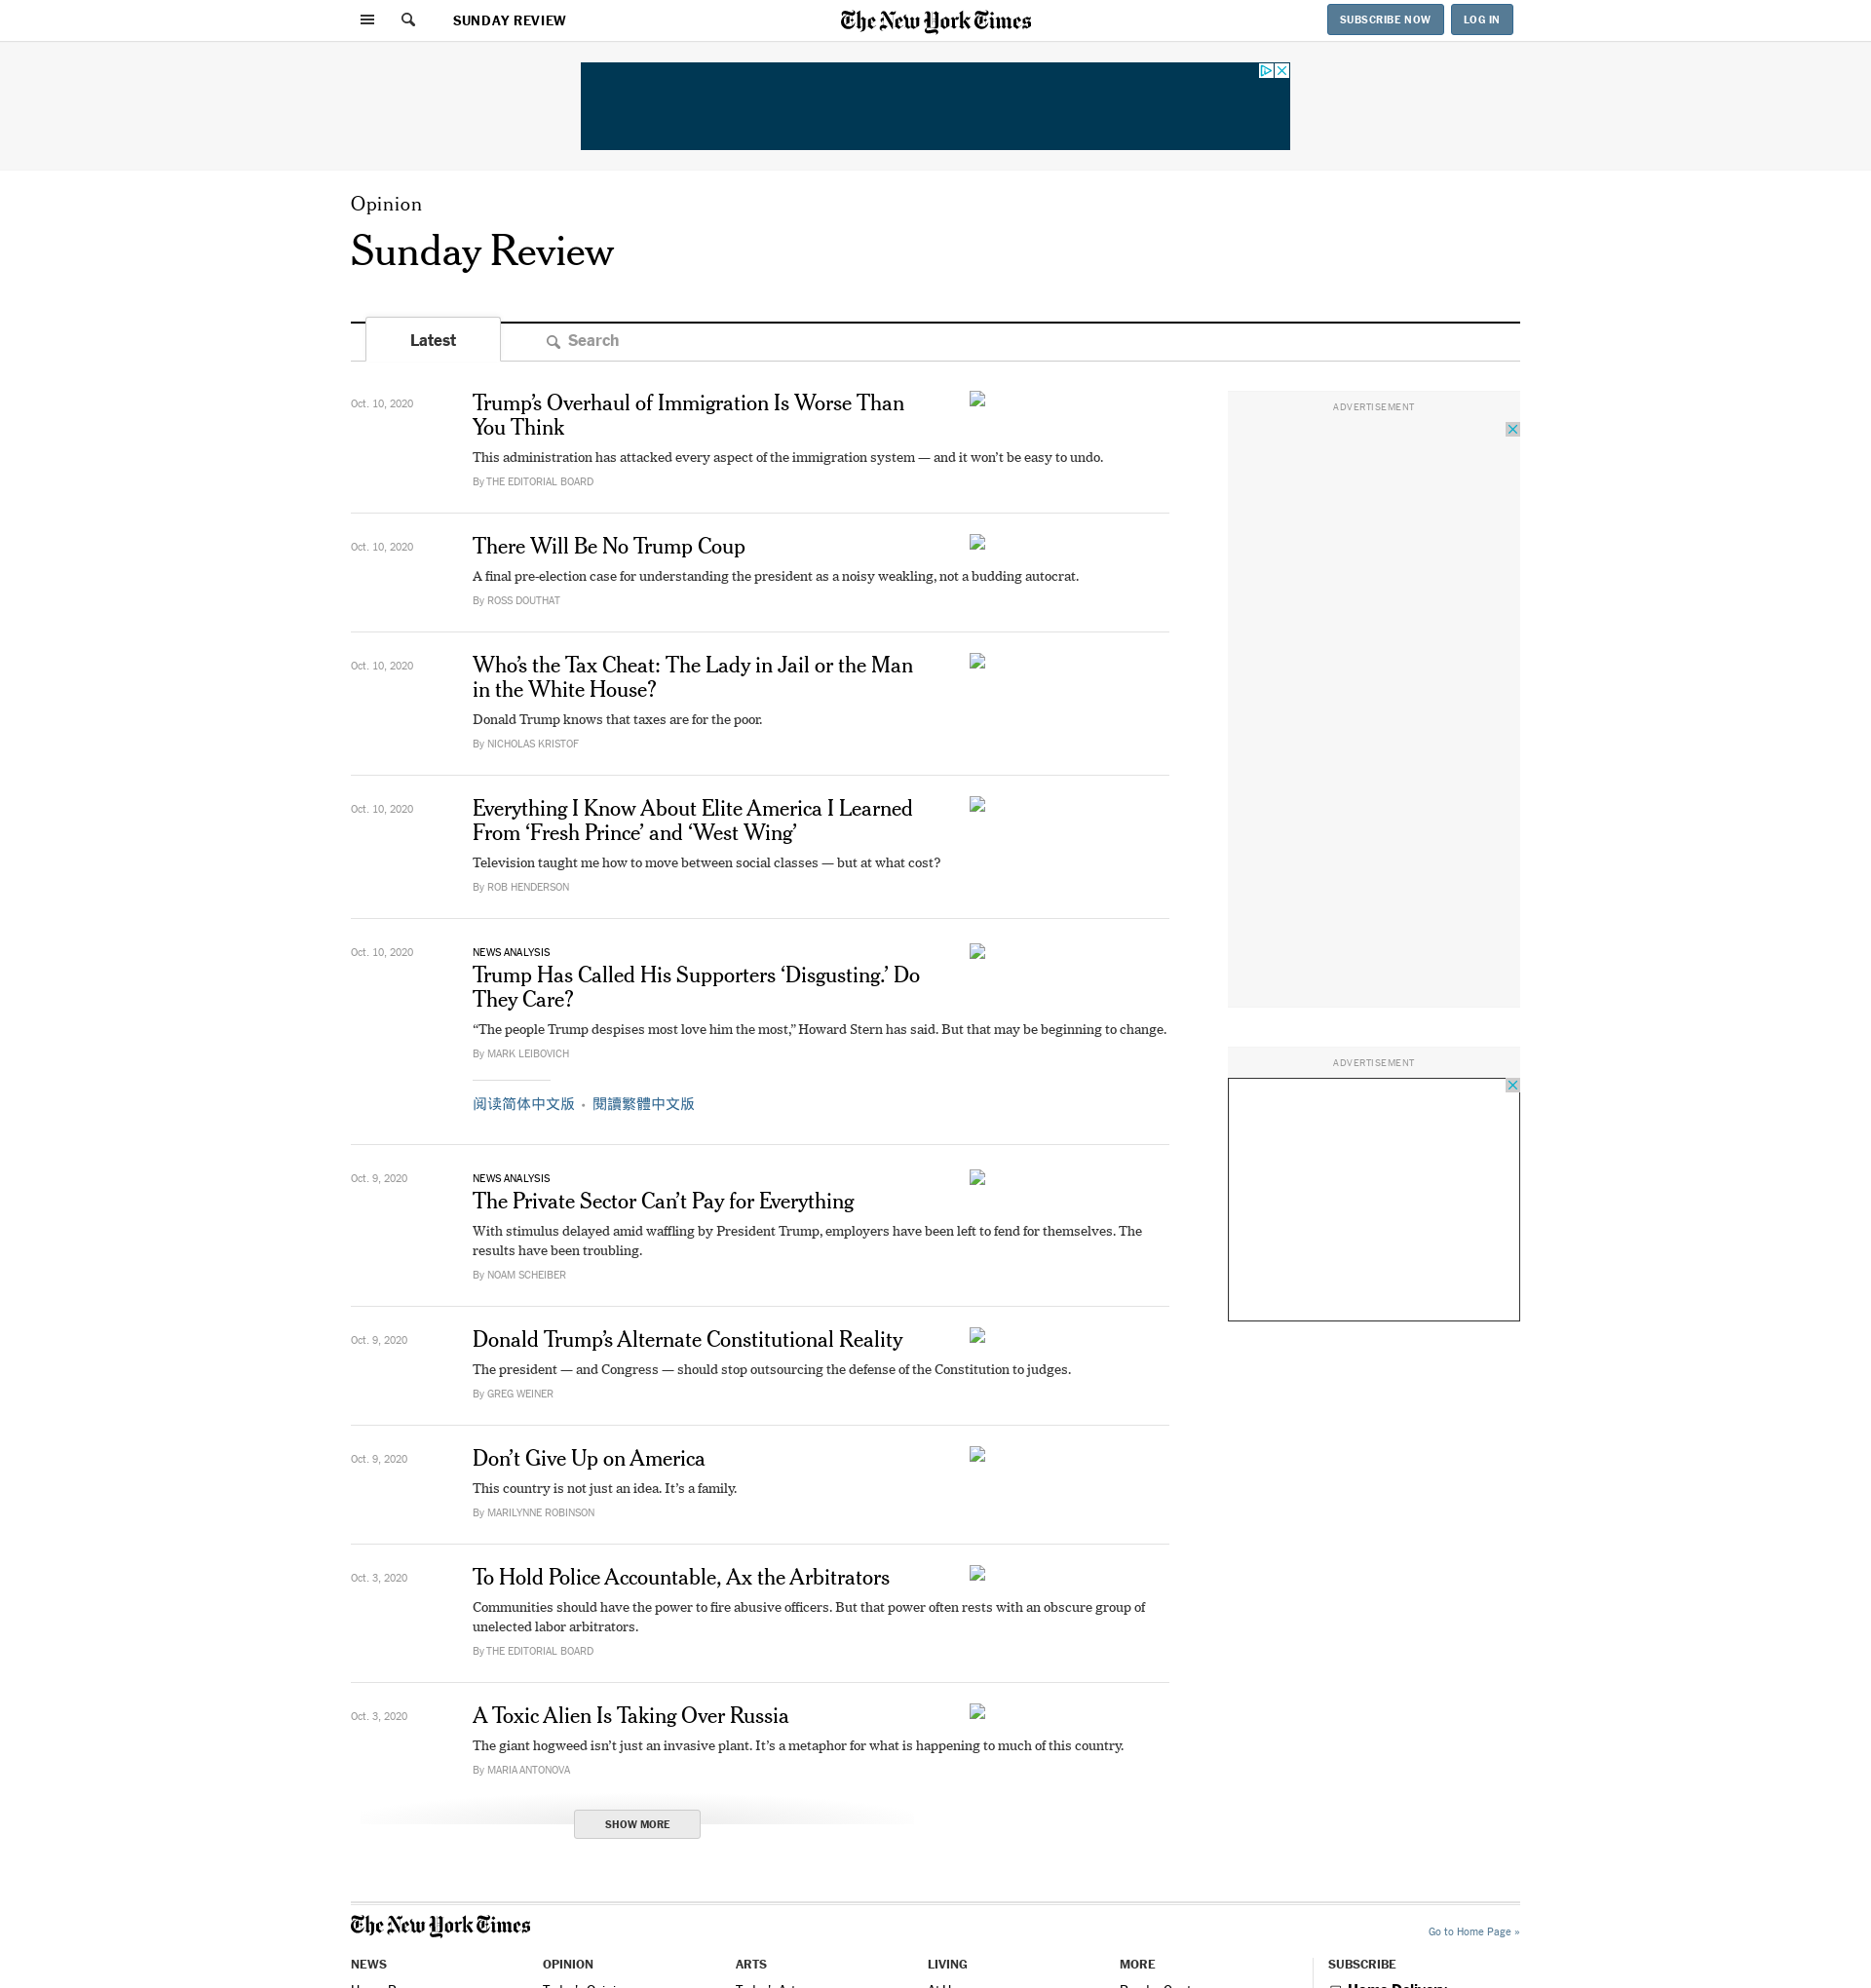 SUNDAY REVIEW
The New York Times
SUBSCRIBE NOW
LOG IN
Opinion
Sunday Review
Latest
Search
Oct. 10, 2020
Trump’s Overhaul of Immigration Is Worse Than
You Think
This administration has attacked every aspect of the immigration system — and it won’t be easy to undo.
By THE EDITORIAL BOARD
Oct. 10, 2020
There Will Be No Trump Coup
A final pre-election case for understanding the president as a noisy weakling, not a budding autocrat.
By ROSS DOUTHAT
Oct. 10, 2020
Who’s the Tax Cheat: The Lady in Jail or the Man
in the White House?
Donald Trump knows that taxes are for the poor.
By NICHOLAS KRISTOF
Oct. 10, 2020
Everything I Know About Elite America I Learned
From ‘Fresh Prince’ and ‘West Wing’
Television taught me how to move between social classes — but at what cost?
By ROB HENDERSON
Oct. 10, 2020
NEWS ANALYSIS
Trump Has Called His Supporters ‘Disgusting.’ Do
They Care?
“The people Trump despises most love him the most,” Howard Stern has said. But that may be beginning to change.
By MARK LEIBOVICH
阅读简体中文版 • 閱讀繁體中文版
Oct. 9, 2020
NEWS ANALYSIS
The Private Sector Can’t Pay for Everything
With stimulus delayed amid waffling by President Trump, employers have been left to fend for themselves. The
results have been troubling.
By NOAM SCHEIBER
Oct. 9, 2020
Donald Trump’s Alternate Constitutional Reality
The president — and Congress — should stop outsourcing the defense of the Constitution to judges.
By GREG WEINER
Oct. 9, 2020
Don’t Give Up on America
This country is not just an idea. It’s a family.
By MARILYNNE ROBINSON
Oct. 3, 2020
To Hold Police Accountable, Ax the Arbitrators
Communities should have the power to fire abusive officers. But that power often rests with an obscure group of
unelected labor arbitrators.
By THE EDITORIAL BOARD
Oct. 3, 2020
A Toxic Alien Is Taking Over Russia
The giant hogweed isn’t just an invasive plant. It’s a metaphor for what is happening to much of this country.
By MARIA ANTONOVA
SHOW MORE
ADVERTISEMENT
ADVERTISEMENT
The New York Times
Go to Home Page »
NEWS
OPINION
ARTS
LIVING
MORE
SUBSCRIBE
Home Delivery